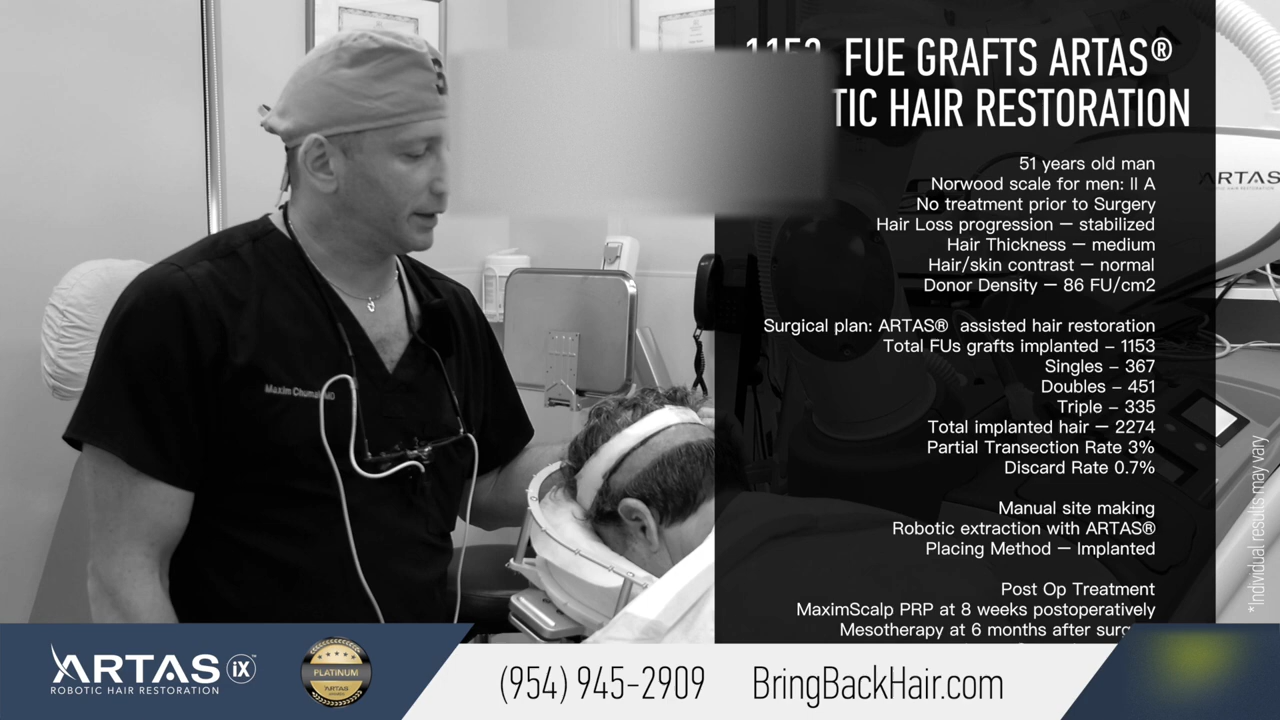 FUE GRAFTS ARTAS®
HAIR RESTORATION
51 years old man
Norwood scale for men: II A
No treatment prior to Surgery
Hair Loss progression – stabilized
Hair Thickness – medium
Hair/skin contrast – normal
Donor Density – 86 FU/cm2
Surgical plan: ARTAS® assisted hair restoration
Total FUs grafts implanted – 1153
Singles – 367
Doubles – 451
Triple – 335
Total implanted hair – 2274
Partial Transection Rate 3%
Discard Rate 0.7%
Manual site making
Robotic extraction with ARTAS®
Placing Method – Implanted
Post Op Treatment
MaximScalp PRP at 8 weeks postoperatively
Mesotherapy at 6 months after
*Individual results may vary
ARTAS
Maxim
ARTAS iX™
ROBOTIC HAIR RESTORATION
PLATINUM
ARTAS
(954) 945-2909
BringBackHair.com